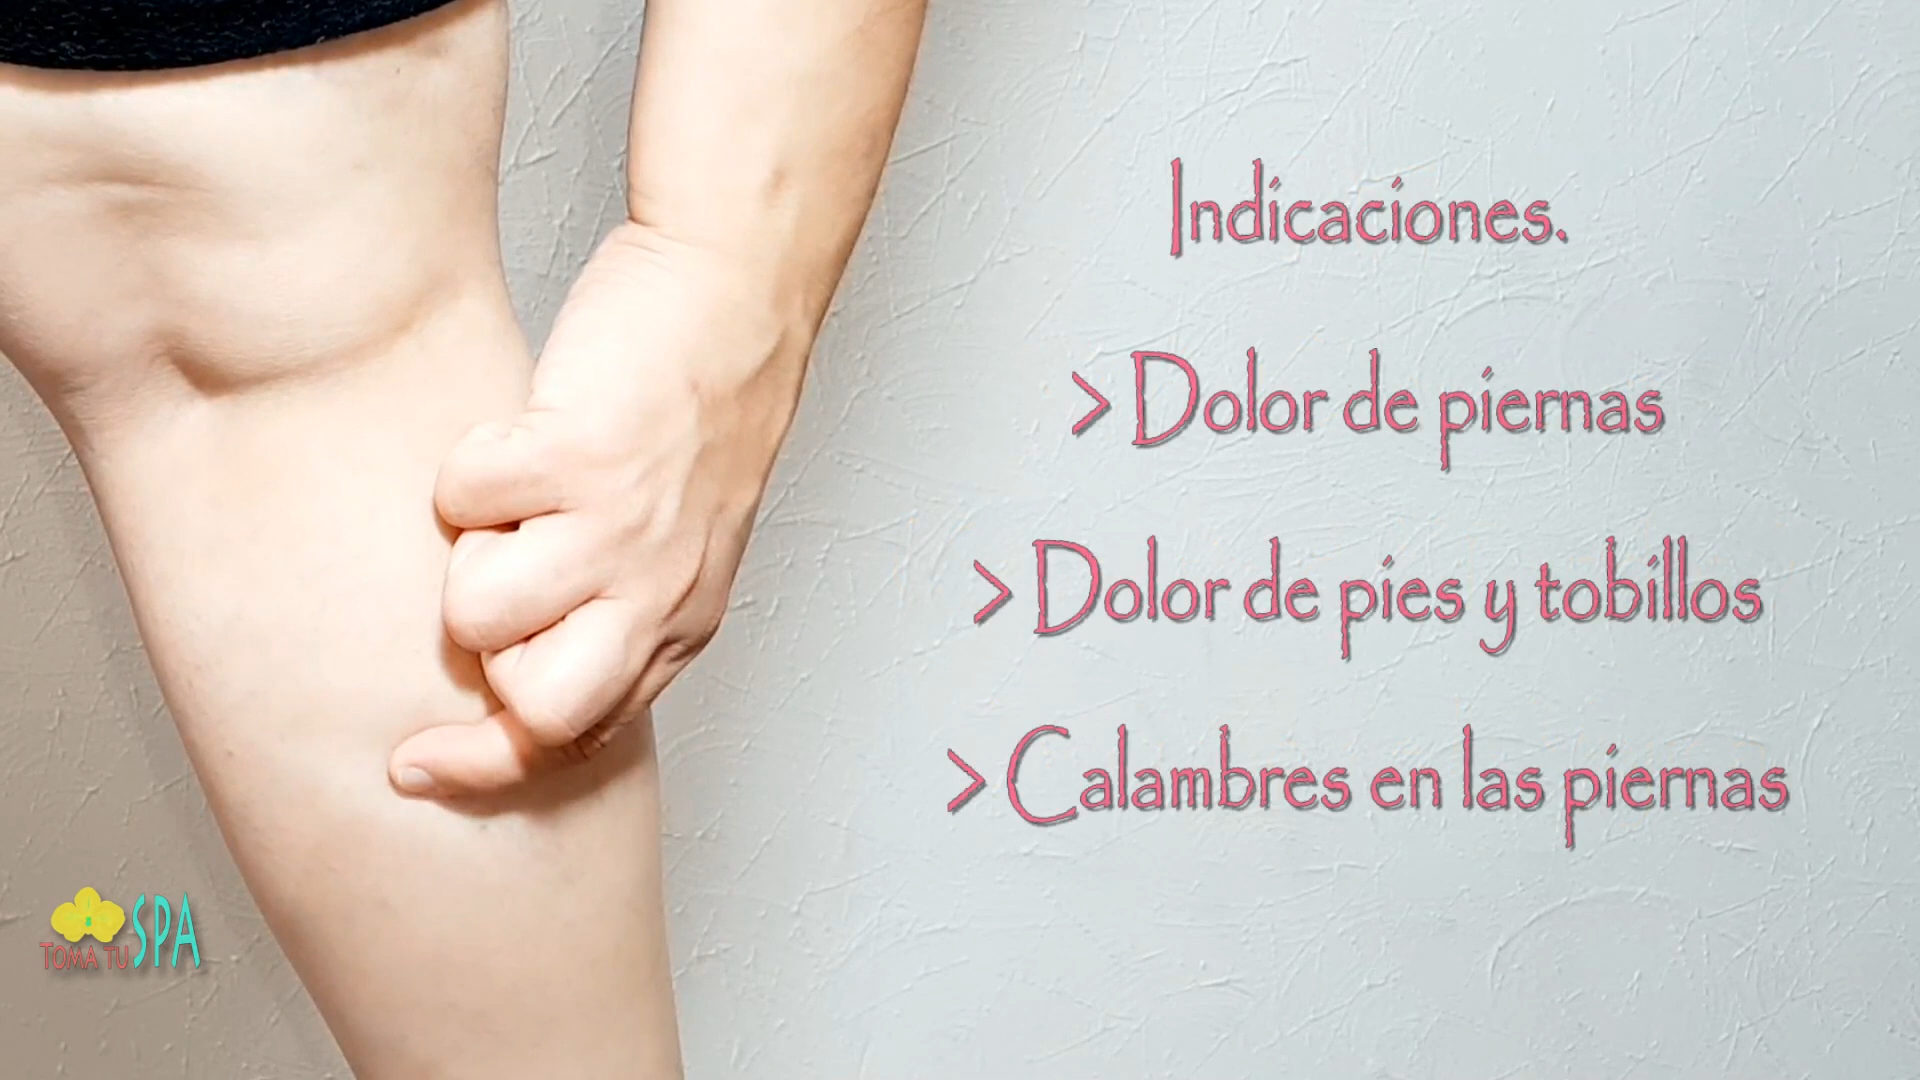 Indicaciones.
> Dolor de piernas
> Dolor de pies y tobillos
> Calambres en las piernas
TOMA TU SPA